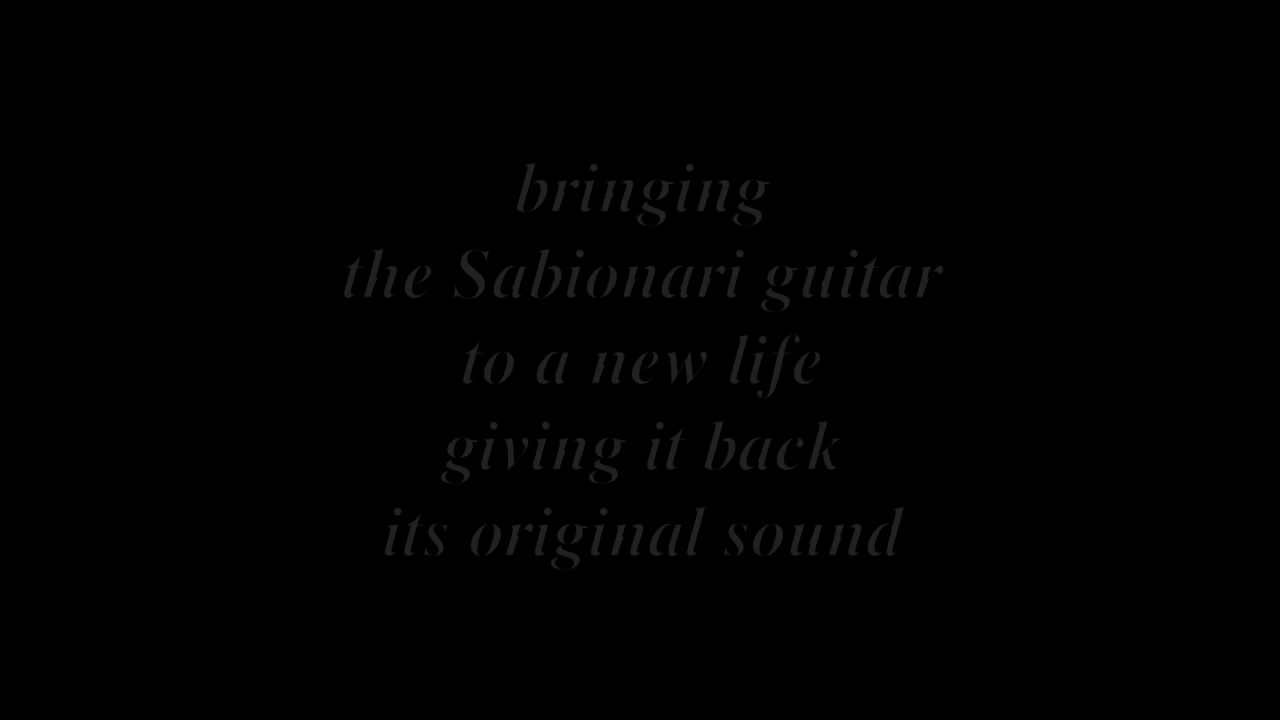 bringing
the Sabionari guitar
to a new life
giving it back
its original sound